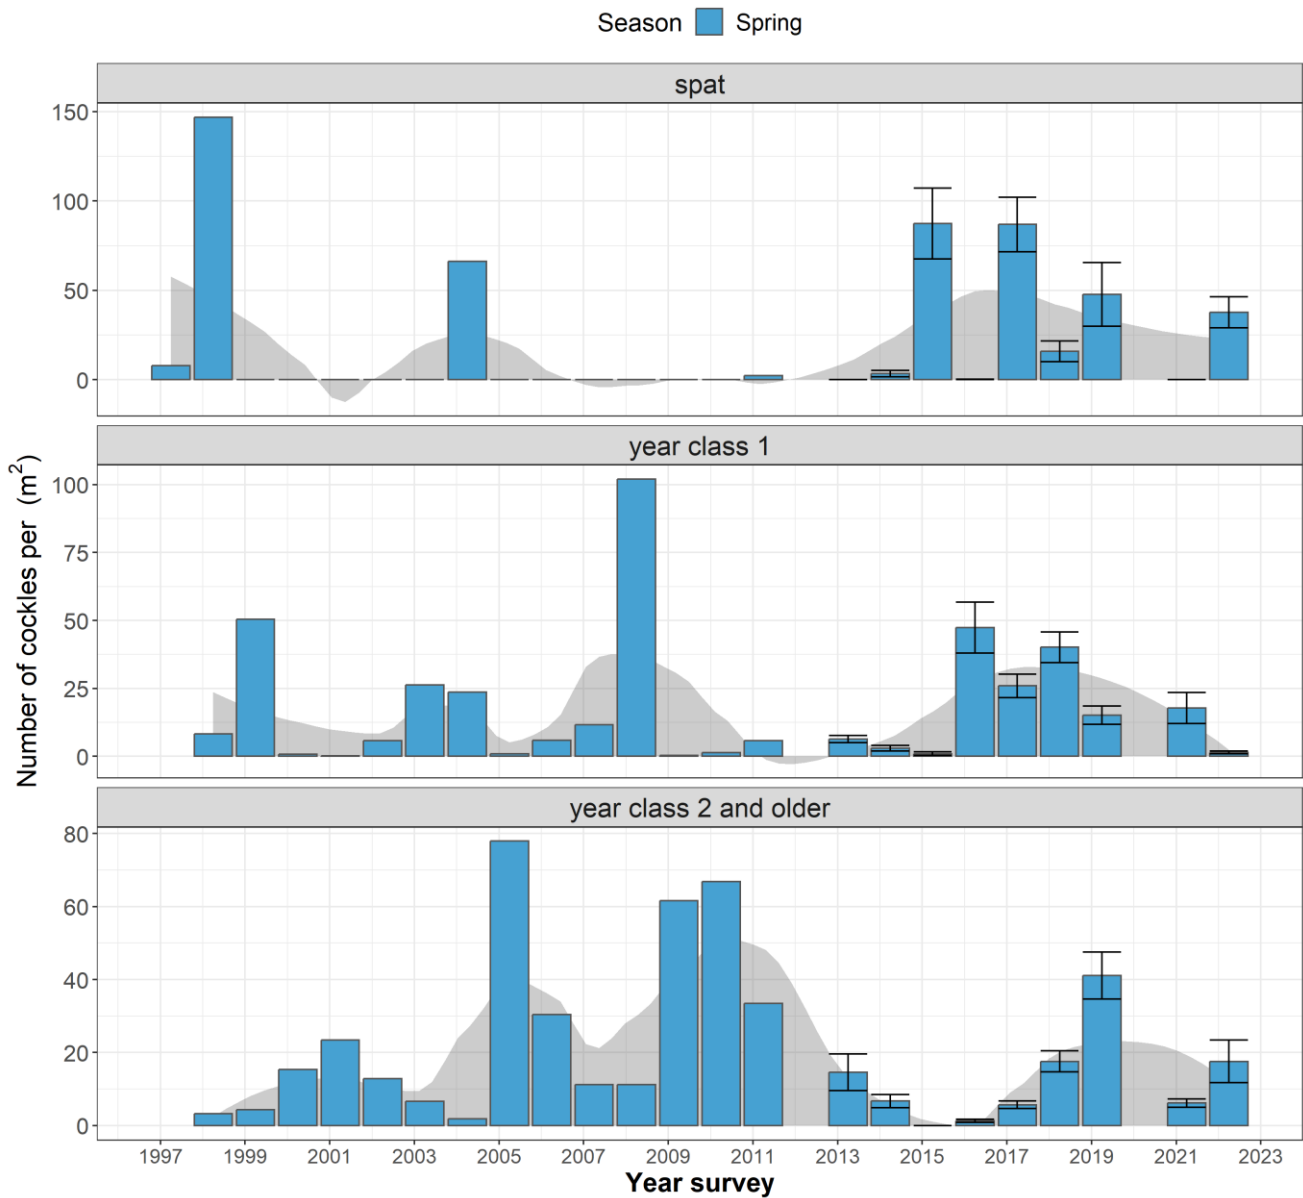 Season Spring
spat
150
100
50
0
year class 1
100
75
50
25
0
year class 2 and older
80
60
40
20
0
Number of cockles per (m²)
1997 1999 2001 2003 2005 2007 2009 2011 2013 2015 2017 2019 2021 2023
Year survey